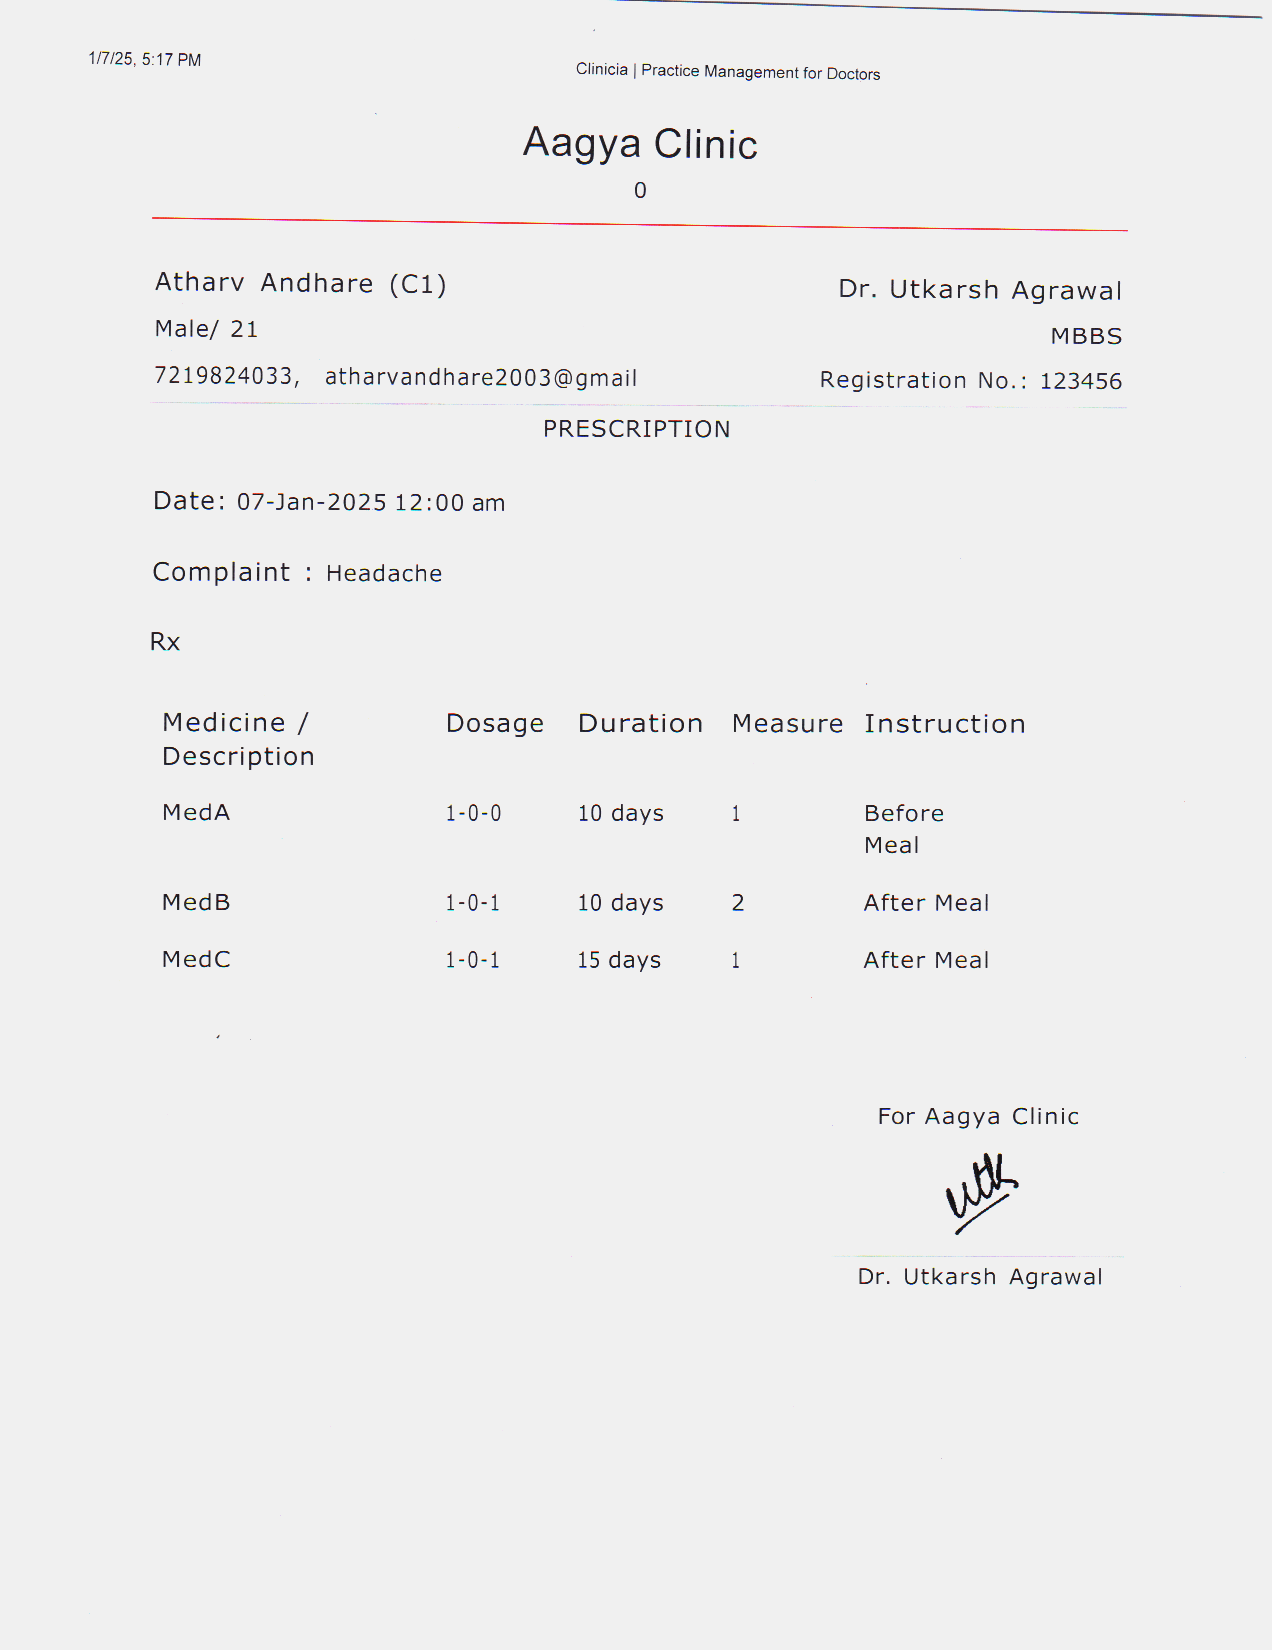 1/7/25, 5:17 PM
Clinicia | Practice Management for Doctors
Aagya Clinic
0
Atharv Andhare (C1) Dr. Utkarsh Agrawal
Male/ 21 MBBS
7219824033, atharvandhare2003@gmail Registration No.: 123456
PRESCRIPTION
Date: 07-Jan-2025 12:00 am
Complaint : Headache
Rx
Medicine / Dosage Duration Measure Instruction
Description
MedA 1-0-0 10 days 1 Before
Meal
MedB 1-0-1 10 days 2 After Meal
MedC 1-0-1 15 days 1 After Meal
For Aagya Clinic
Utk
Dr. Utkarsh Agrawal